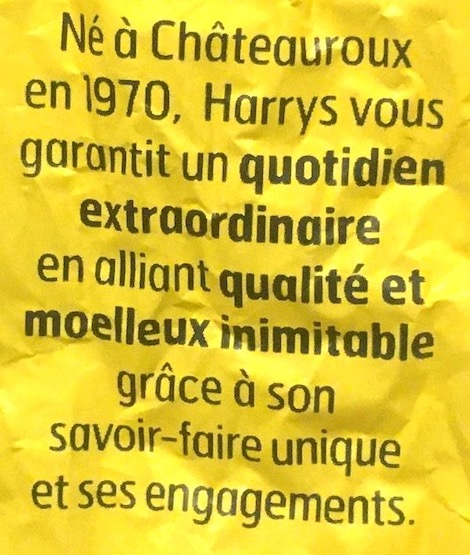 Né à Châteauroux
en 1970, Harrys vous
garantit un quotidien
extraordinaire
en alliant qualité et
moelleux inimitable
grâce à son
savoir-faire unique
et ses engagements.